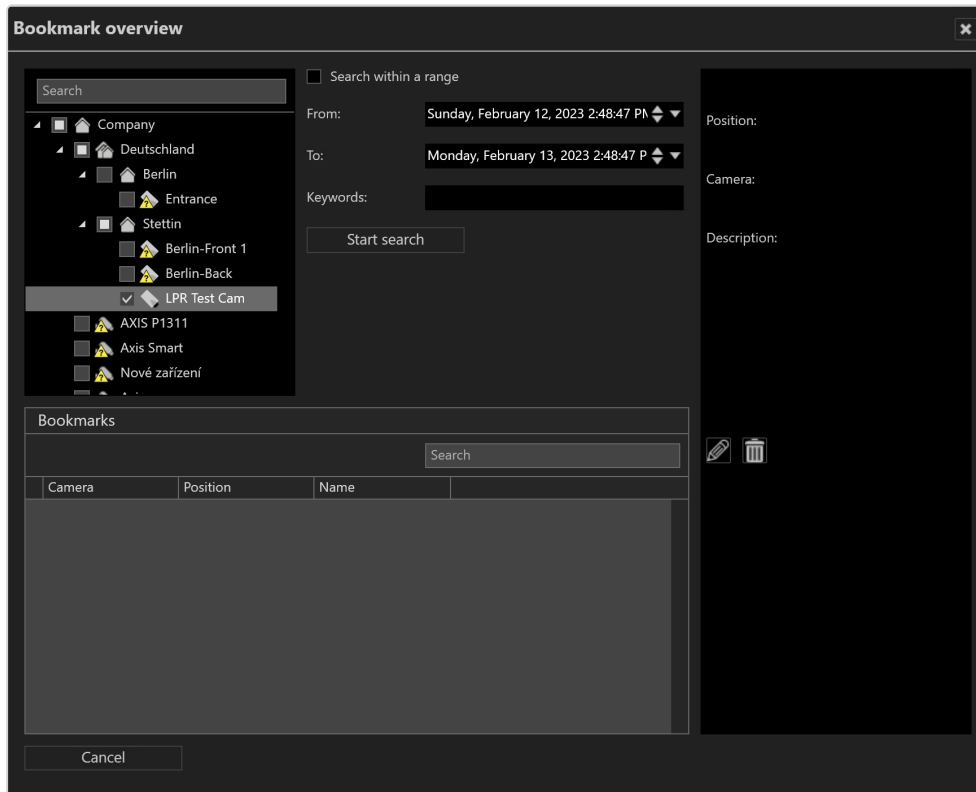 Bookmark overview
Search
Company
Deutschland
Berlin
Entrance
Stettin
Berlin-Front 1
Berlin-Back
LPR Test Cam
AXIS P1311
Axis Smart
Nové zařízení
Search within a range
From: Sunday, February 12, 2023 2:48:47 PM
To: Monday, February 13, 2023 2:48:47 P
Keywords:
Start search
Position:
Camera:
Description:
Bookmarks
Search
Camera Position Name
Cancel